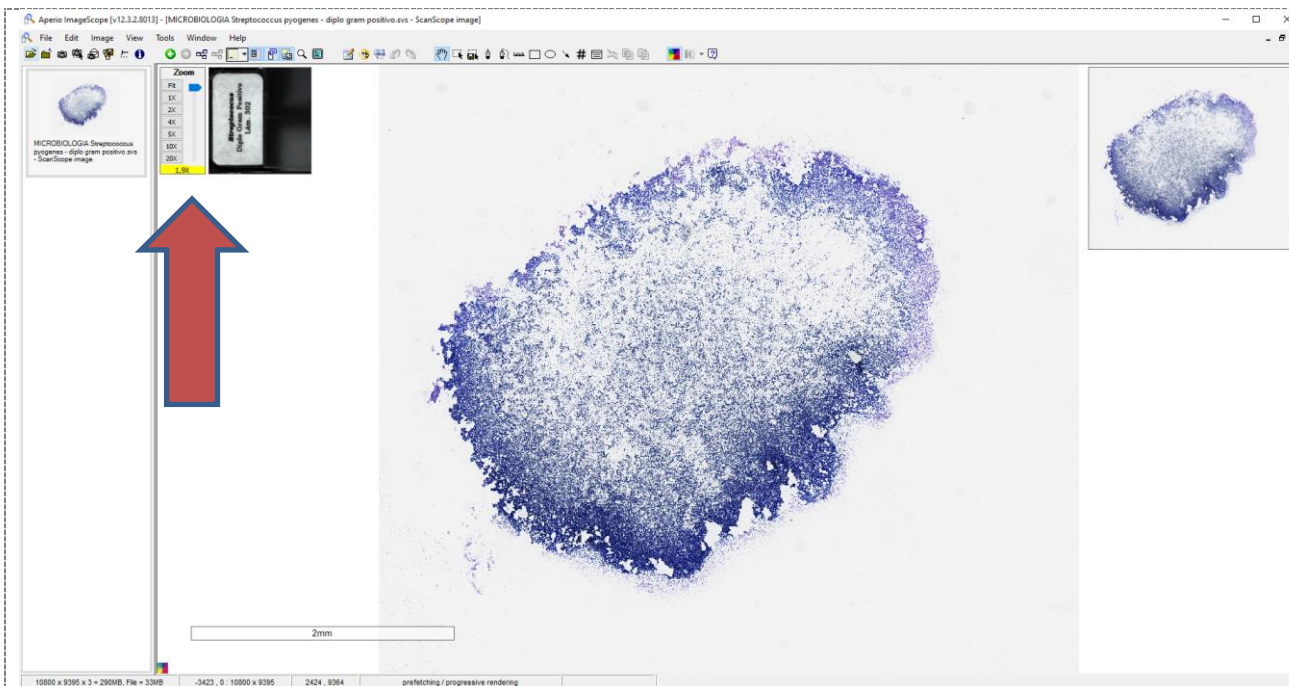 Aperio ImageScope [v12.3.2.8013] - [MICROBIOLOGIA Streptococcus pyogenes - diplo gram positivo.svs - ScanScope image]
File Edit Image View Tools Window Help
MICROBIOLOGIA Streptococcus
pyogenes - diplo gram positivo.svs
- ScanScope image
Zoom
Fit
1X
2X
4X
5X
10X
20X
1.9X
Streptococcus
Diplo Gram Positive
Lám. 302
2mm
10800 x 9395 x 3 = 290MB, File = 33MB -3423 , 0 : 10800 x 9395 2424 , 9364 prefetching / progressive rendering